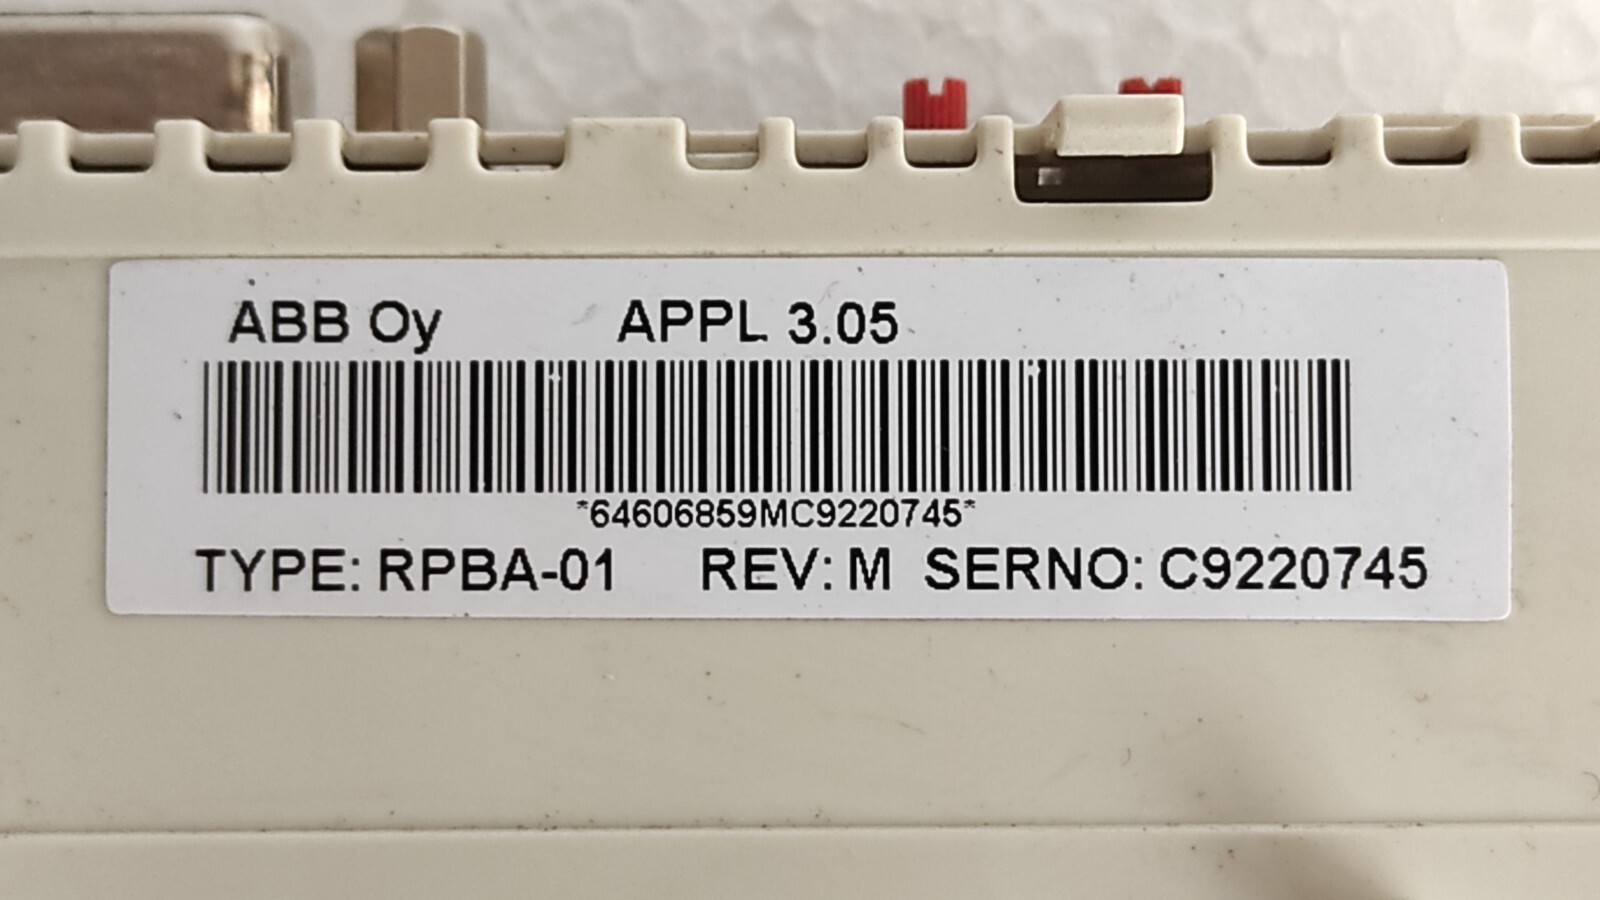 ABB Oy APPL 3.05
*64606859MC9220745*
TYPE: RPBA-01 REV: M SERNO: C9220745